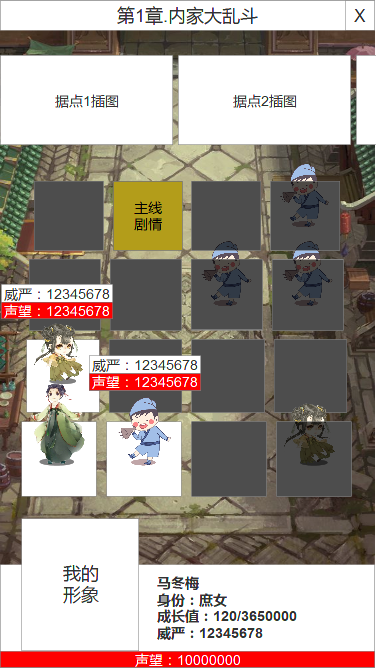 第1章.内家大乱斗
X
据点1插图
据点2插图
主线
剧情
威严：12345678
声望：12345678
威严：12345678
声望：12345678
我的
形象
马冬梅
身份：庶女
成长值：120/3650000
威严：12345678
声望：10000000